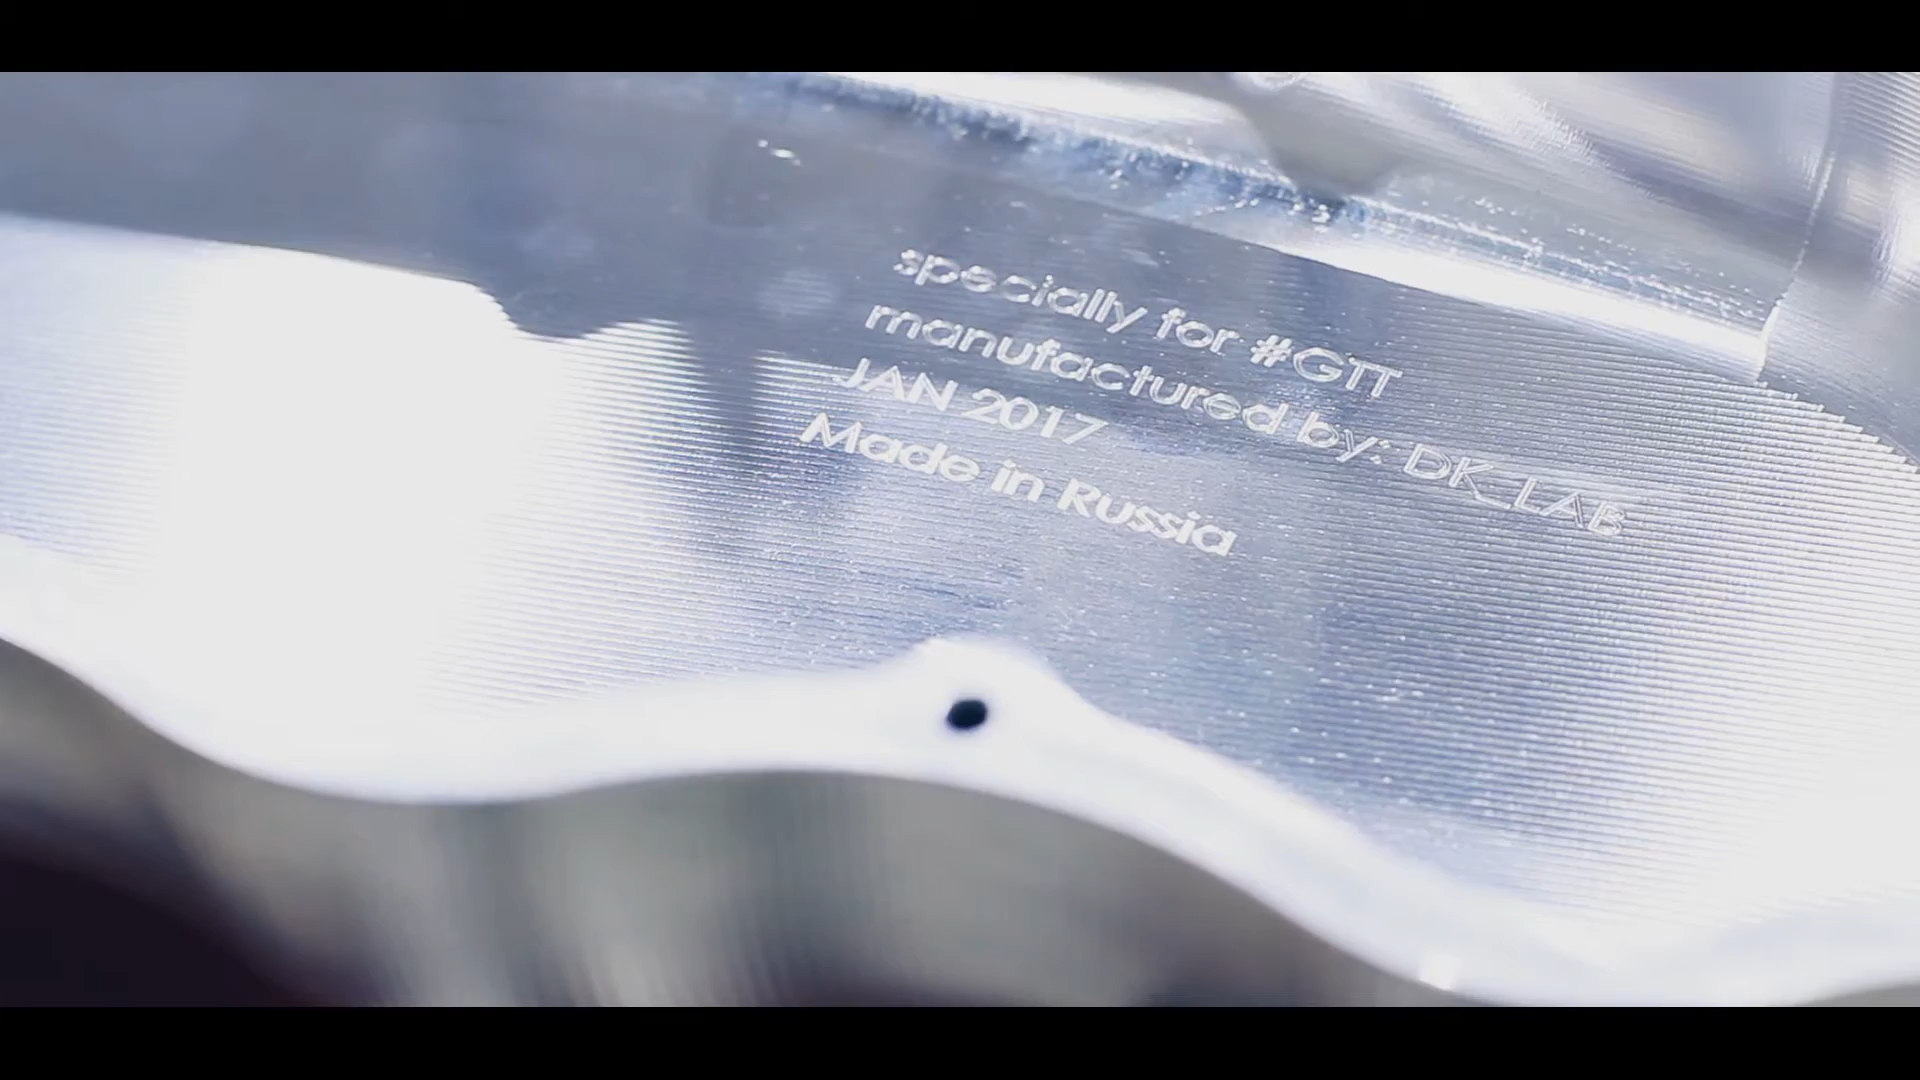 specially for #GTT
manufactured by: DK_LAB
JAN 2017
Made in Russia